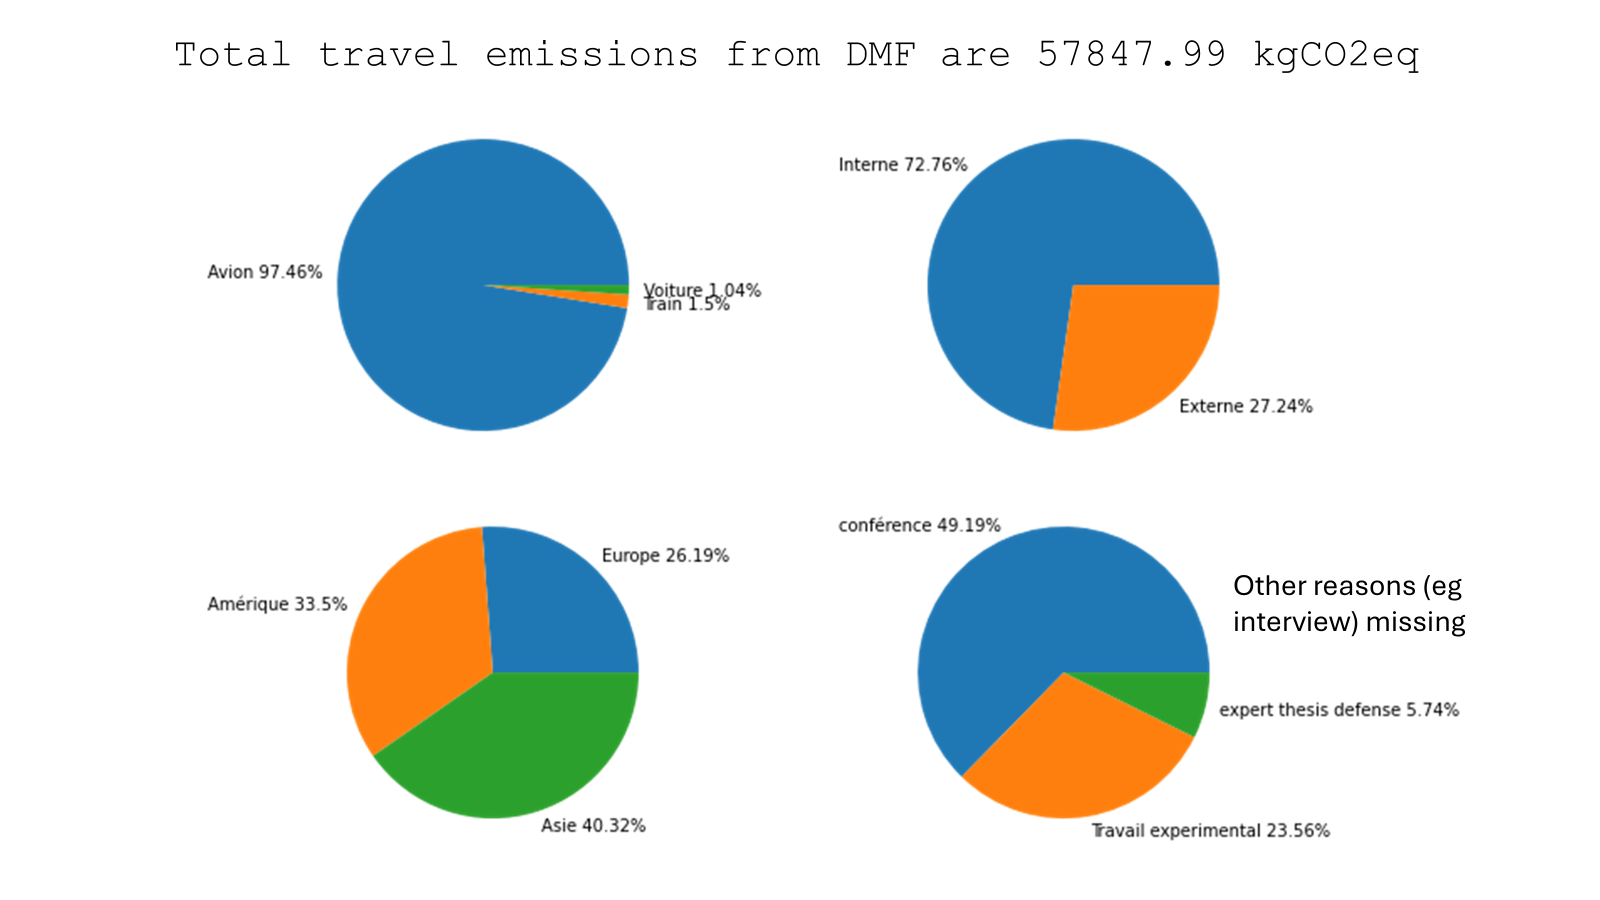 Total travel emissions from DMF are 57847.99 kgCO2eq
Avion 97.46%
Voiture 1.04%
Train 1.5%
Interne 72.76%
Externe 27.24%
Europe 26.19%
Amérique 33.5%
Asie 40.32%
conférence 49.19%
Other reasons (eg
interview) missing
expert thesis defense 5.74%
Travail experimental 23.56%